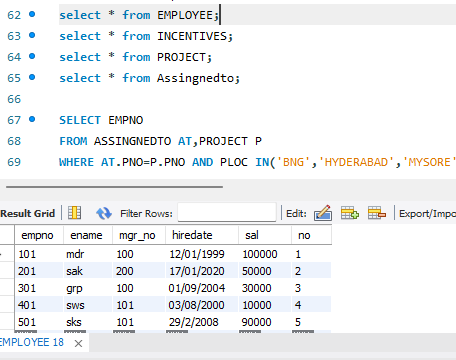 62 select * from EMPLOYEE;
63 select * from INCENTIVES;
64 select * from PROJECT;
65 select * from Assingnedto;
66
67 SELECT EMPNO
68 FROM ASSINGNEDTO AT,PROJECT P
69 WHERE AT.PNO=P.PNO AND PLOC IN('BNG','HYDERABAD','MYSORE'
Result Grid Filter Rows: Edit: Export/Impo
empno ename mgr_no hiredate sal no
101 mdr 100 12/01/1999 100000 1
201 sak 200 17/01/2020 50000 2
301 grp 100 01/09/2004 30000 3
401 sws 101 03/08/2000 10000 4
501 sks 101 29/2/2008 90000 5
EMPLOYEE 18